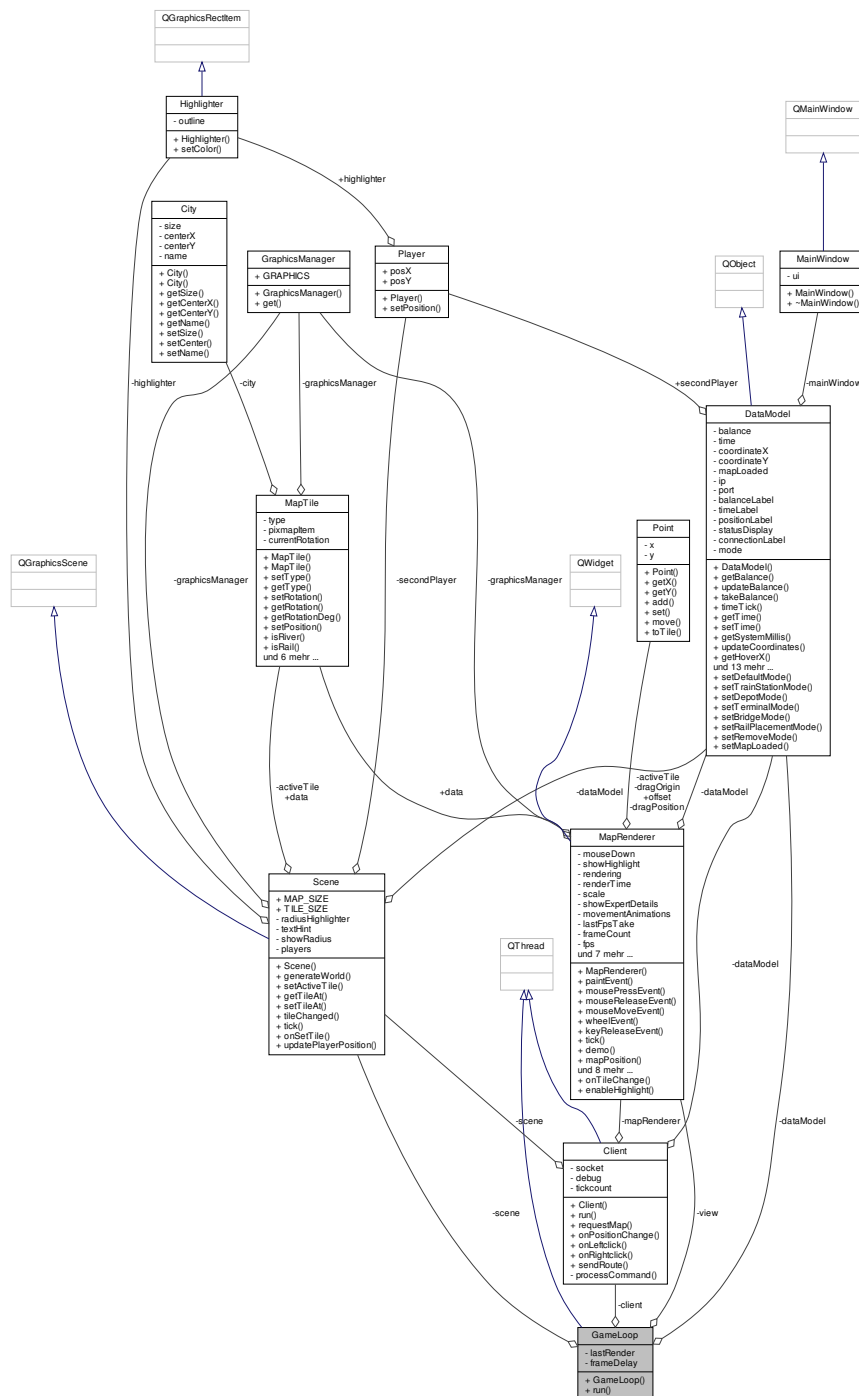 QGraphicsRectItem
Highlighter
- outline
+ Highlighter()
+ setColor()
QMainWindow
+highlighter
City
- size
- centerX
- centerY
- name
+ City()
+ City()
+ getSize()
+ getCenterX()
+ getCenterY()
+ getName()
+ setSize()
+ setCenter()
+ setName()
GraphicsManager
+ GRAPHICS
+ GraphicsManager()
+ get()
Player
+ posX
+ posY
+ Player()
+ setPosition()
QObject
MainWindow
- ui
+ MainWindow()
+ ~MainWindow()
-highlighter
-city
-graphicsManager
+secondPlayer
-mainWindow
DataModel
- balance
- time
- coordinateX
- coordinateY
- mapLoaded
- ip
- port
- balanceLabel
- timeLabel
- positionLabel
- statusDisplay
- connectionLabel
- mode
+ DataModel()
+ getBalance()
+ updateBalance()
+ takeBalance()
+ timeTick()
+ getTime()
+ setTime()
+ getSystemMillis()
+ updateCoordinates()
+ getHoverX()
und 13 mehr ...
+ setDefaultMode()
+ setTrainStationMode()
+ setDepotMode()
+ setTerminalMode()
+ setBridgeMode()
+ setRailPlacementMode()
+ setRemoveMode()
+ setMapLoaded()
MapTile
- type
- pixmapItem
- currentRotation
+ MapTile()
+ MapTile()
+ setType()
+ getType()
+ setRotation()
+ getRotation()
+ getRotationDeg()
+ setPosition()
+ isRiver()
+ isRail()
und 6 mehr ...
Point
- x
- y
+ Point()
+ getX()
+ getY()
+ add()
+ set()
+ move()
+ toTile()
QGraphicsScene
-graphicsManager
-secondPlayer
-graphicsManager
QWidget
-activeTile
+data
+data
-dataModel
-activeTile
-dragOrigin
+offset
-dragPosition
-dataModel
Scene
+ MAP_SIZE
+ TILE_SIZE
- radiusHighlighter
- textHint
- showRadius
- players
+ Scene()
+ generateWorld()
+ setActiveTile()
+ getTileAt()
+ setTileAt()
+ tileChanged()
+ tick()
+ onSetTile()
+ updatePlayerPosition()
MapRenderer
- mouseDown
- showHighlight
- rendering
- renderTime
- scale
- showExpertDetails
- movementAnimations
- lastFpsTake
- frameCount
- fps
und 7 mehr ...
+ MapRenderer()
+ paintEvent()
+ mousePressEvent()
+ mouseReleaseEvent()
+ mouseMoveEvent()
+ wheelEvent()
+ keyReleaseEvent()
+ tick()
+ demo()
+ mapPosition()
und 8 mehr ...
+ onTileChange()
+ enableHighlight()
QThread
-dataModel
-scene
-mapRenderer
-dataModel
Client
- socket
- debug
- tickcount
+ Client()
+ run()
+ requestMap()
+ onPositionChange()
+ onLeftclick()
+ onRightclick()
+ sendRoute()
- processCommand()
-scene
-view
-client
GameLoop
- lastRender
- frameDelay
+ GameLoop()
+ run()